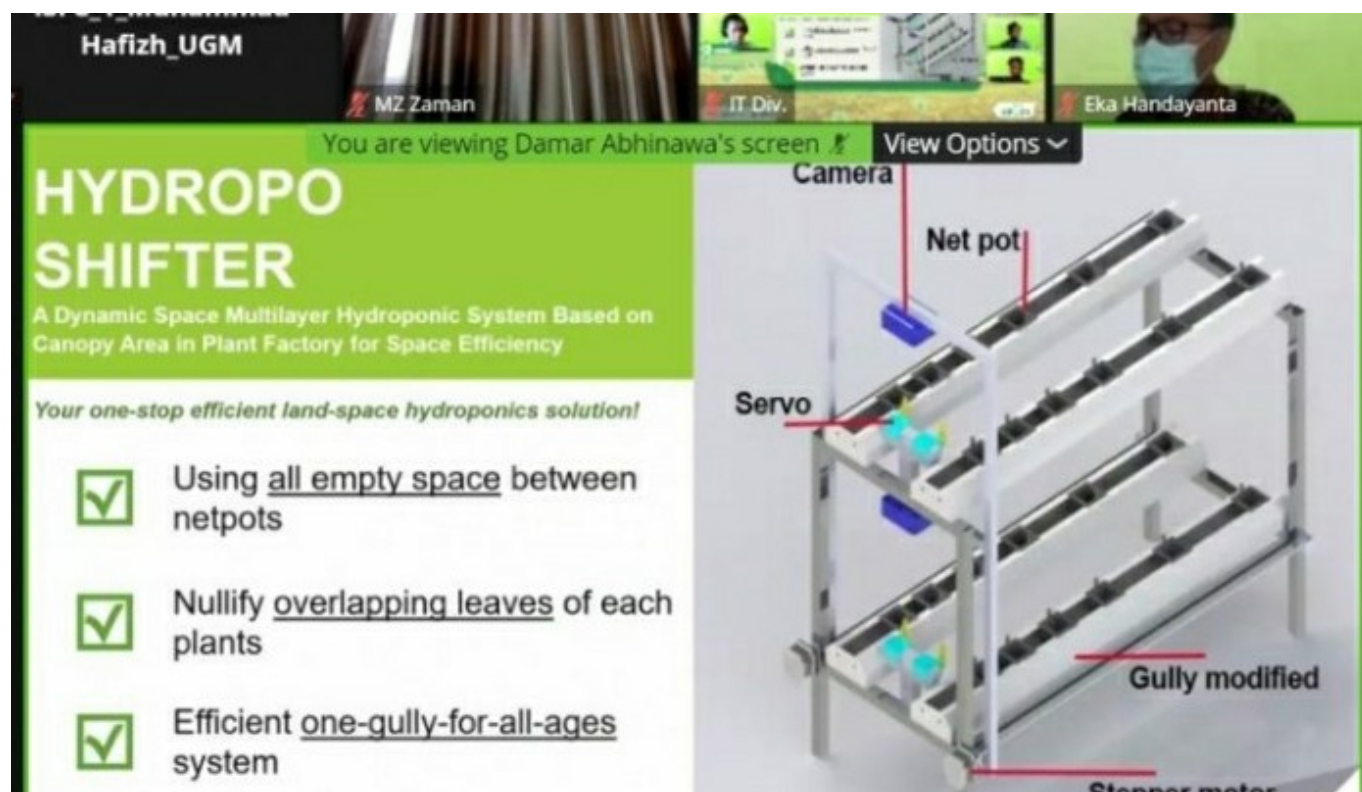 Hafizh_UGM
MZ Zaman
IT Div.
Eka Handayanta
You are viewing Damar Abhinawa's screen
View Options
HYDROPO
SHIFTER
A Dynamic Space Multilayer Hydroponic System Based on
Canopy Area in Plant Factory for Space Efficiency
Your one-stop efficient land-space hydroponics solution!
Using all empty space between
netpots
Nullify overlapping leaves of each
plants
Efficient one-gully-for-all-ages
system
Camera
Net pot
Servo
Gully modified
Stepper motor